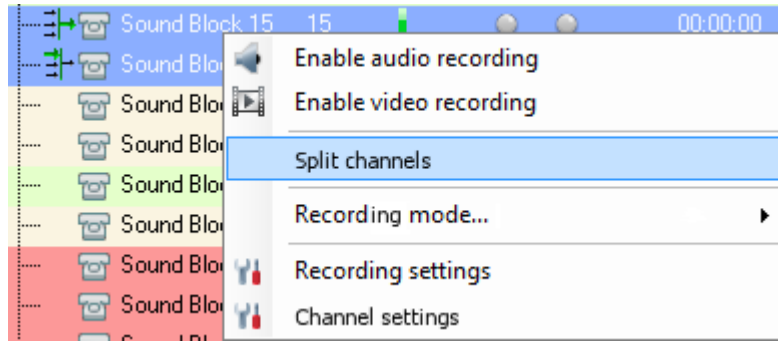 Sound Block 15 15 00:00:00
Sound Blo
Enable audio recording
Sound Blo
Enable video recording
Sound Blo
Split channels
Sound Blo
Sound Blo
Recording mode...
Sound Blo
Recording settings
Sound Blo
Channel settings